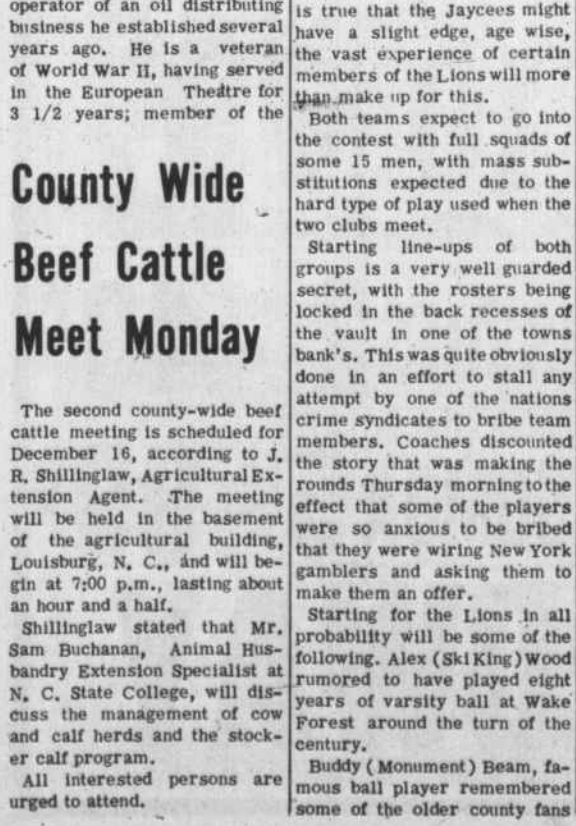 operator of an oil distributing
business he established several
years ago. He is a veteran
of World War II, having served
in the European Theatre for
3 1/2 years; member of the
County Wide
Beef Cattle
Meet Monday
The second county-wide beef
cattle meeting is scheduled for
December 16, according to J.
R. Shillinglaw, Agricultural Ex-
tension Agent. The meeting
will be held in the basement
of the agricultural building,
Louisburg, N. C., and will be-
gin at 7:00 p.m., lasting about
an hour and a half.
Shillinglaw stated that Mr.
Sam Buchanan, Animal Hus-
bandry Extension Specialist at
N. C. State College, will dis-
cuss the management of cow
and calf herds and the stock-
er calf program.
All interested persons are
urged to attend.
is true that the Jaycees might
have a slight edge, age wise,
the vast experience of certain
members of the Lions will more
than make up for this.
Both teams expect to go into
the contest with full squads of
some 15 men, with mass sub-
stitutions expected due to the
hard type of play used when the
two clubs meet.
Starting line-ups of both
groups is a very well guarded
secret, with the rosters being
locked in the back recesses of
the vault in one of the towns
bank's. This was quite obviously
done in an effort to stall any
attempt by one of the nations
crime syndicates to bribe team
members. Coaches discounted
the story that was making the
rounds Thursday morning to the
effect that some of the players
were so anxious to be bribed
that they were wiring New York
gamblers and asking them to
make them an offer.
Starting for the Lions in all
probability will be some of the
following. Alex (Ski King) Wood
rumored to have played eight
years of varsity ball at Wake
Forest around the turn of the
century.
Buddy (Monument) Beam, fa-
mous ball player remembered
some of the older county fans